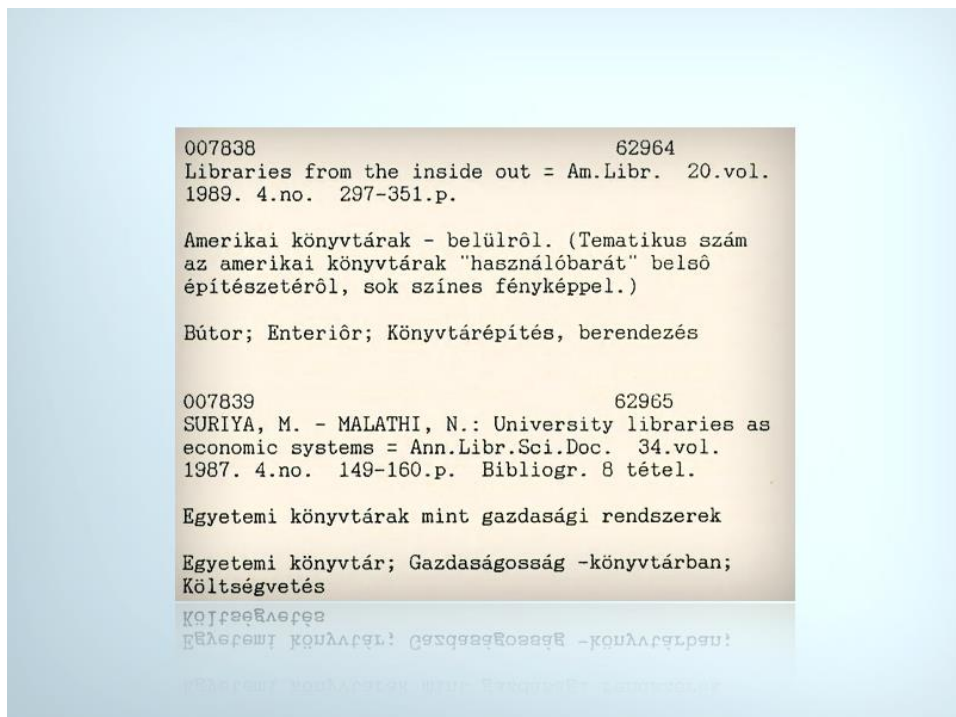 007838 62964
Libraries from the inside out = Am.Libr. 20.vol.
1989. 4.no. 297-351.p.
Amerikai könyvtárak - belülrôl. (Tematikus szám
az amerikai könyvtárak "használóbarát" belsô
építészetérôl, sok színes fényképpel.)
Bútor; Enteriôr; Könyvtárépítés, berendezés
007839 62965
SURIYA, M. - MALATHI, N.: University libraries as
economic systems = Ann.Libr.Sci.Doc. 34.vol.
1987. 4.no. 149-160.p. Bibliogr. 8 tétel.
Egyetemi könyvtárak mint gazdasági rendszerek
Egyetemi könyvtár; Gazdaságosság -könyvtárban;
Költségvetés